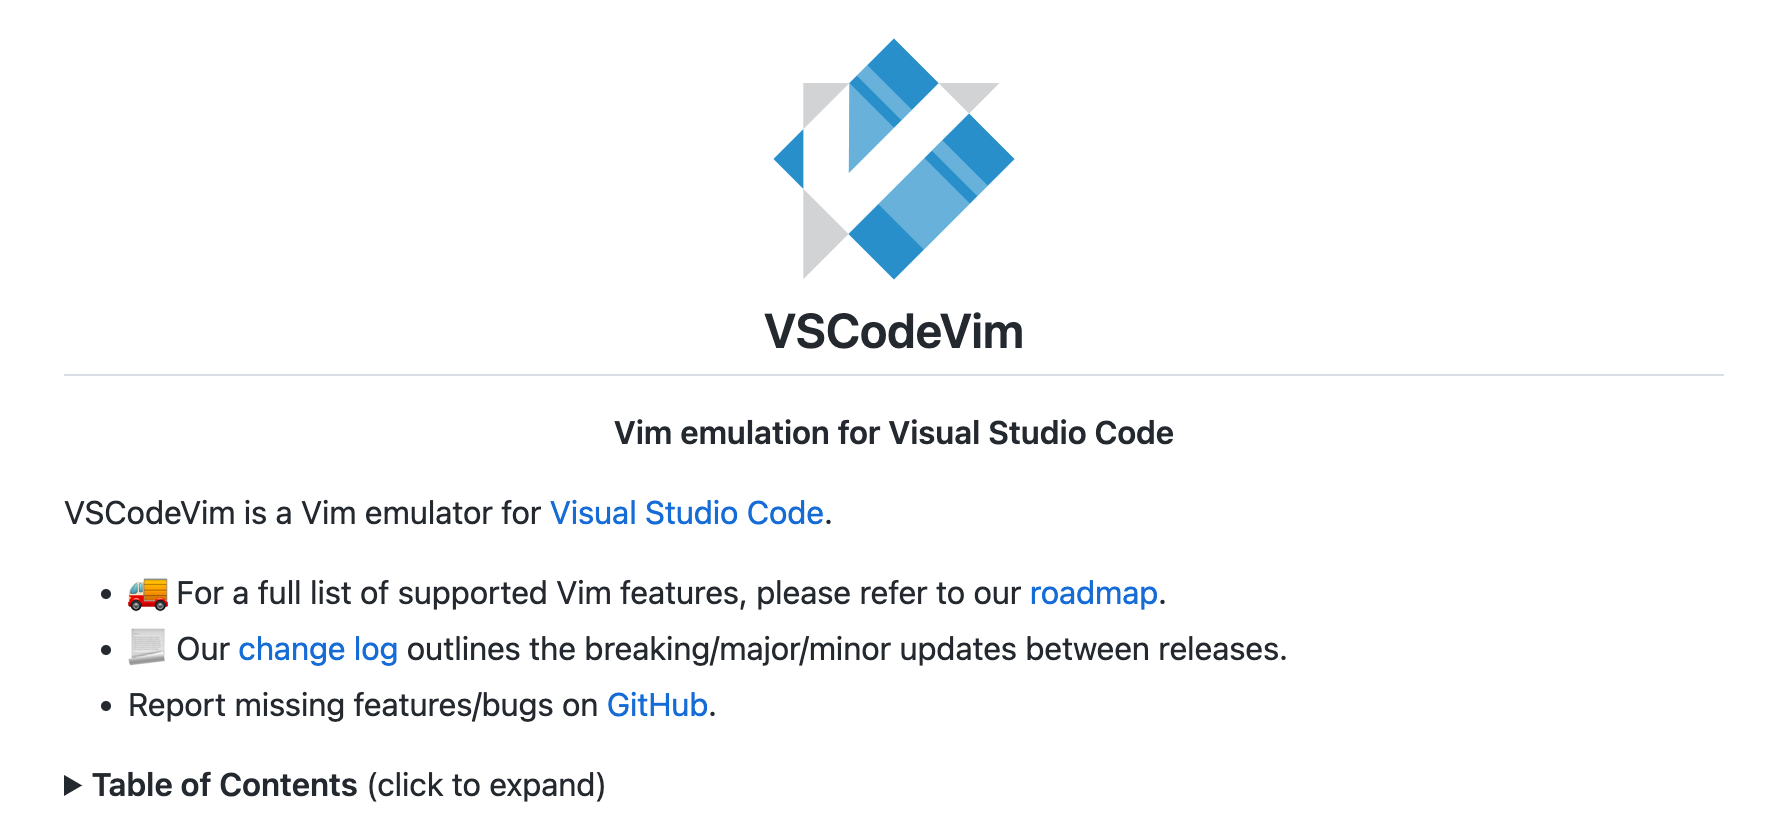 VSCodeVim
Vim emulation for Visual Studio Code
VSCodeVim is a Vim emulator for Visual Studio Code.
• 🚚 For a full list of supported Vim features, please refer to our roadmap.
• 📃 Our change log outlines the breaking/major/minor updates between releases.
• Report missing features/bugs on GitHub.
▶ Table of Contents (click to expand)